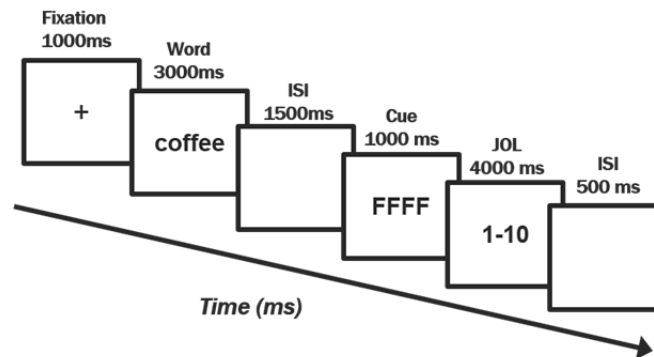 Fixation
1000ms
+
Word
3000ms
coffee
ISI
1500ms
Cue
1000 ms
FFFF
JOL
4000 ms
1-10
ISI
500 ms
Time (ms)